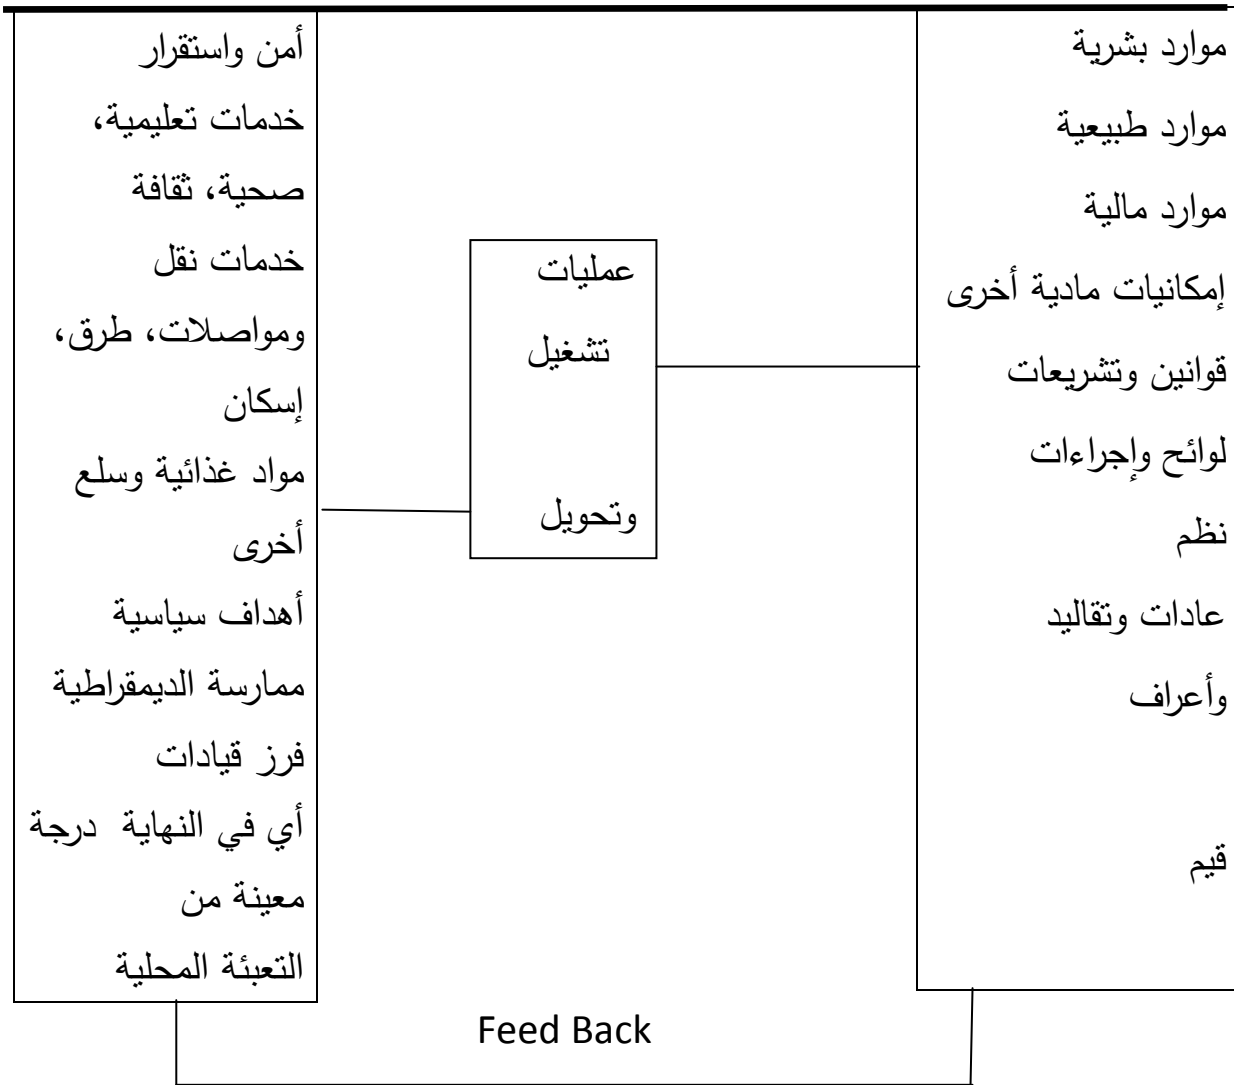 موارد بشرية
موارد طبيعية
موارد مالية
إمكانيات مادية أخرى
قوانين وتشريعات
لوائح وإجراءات
نظم
عادات وتقاليد
وأعراف
قيم
عمليات
تشغيل
وتحويل
أمن واستقرار
خدمات تعليمية،
صحية، ثقافة
خدمات نقل
ومواصلات، طرق،
إسكان
مواد غذائية وسلع
أخرى
أهداف سياسية
ممارسة الديمقراطية
فرز قيادات
أي في النهاية درجة
معينة من
التعبئة المحلية
Feed Back